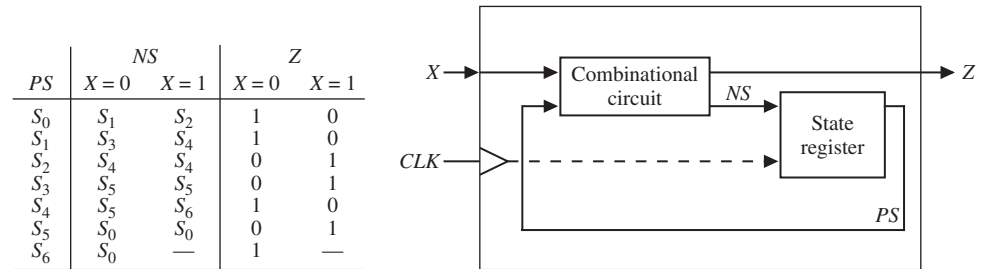 NS Z
PS X = 0 X = 1 X = 0 X = 1
S0 S1 S2 1 0
S1 S3 S4 1 0
S2 S4 S4 0 1
S3 S5 S5 0 1
S4 S5 S6 1 0
S5 S0 S0 0 1
S6 S0 — 1 —
X
Combinational
circuit
Z
NS
State
register
CLK
PS